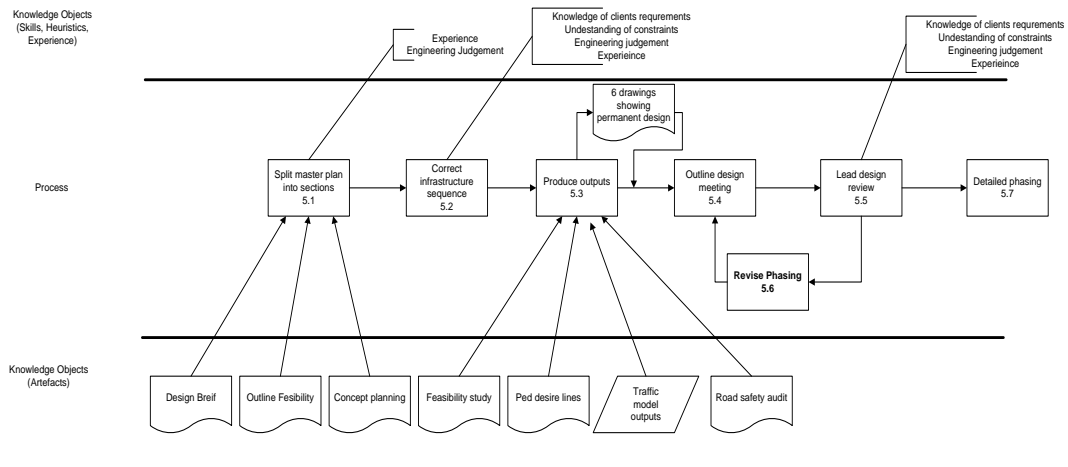 Knowledge Objects
(Skills, Heuristics,
Experience)
Experience
Engineering Judgement
Knowledge of clients requrements
Undestanding of constraints
Engineering judgement
Experieince
Knowledge of clients requrements
Undestanding of constraints
Engineering judgement
Experieince
6 drawings
showing
permanent design
Process
Split master plan
into sections
5.1
Correct
infrastructure
sequence
5.2
Produce outputs
5.3
Outline design
meeting
5.4
Lead design
review
5.5
Detailed phasing
5.7
Revise Phasing
5.6
Knowledge Objects
(Artefacts)
Design Breif
Outline Fesibility
Concept planning
Feasibility study
Ped desire lines
Traffic
model
outputs
Road safety audit